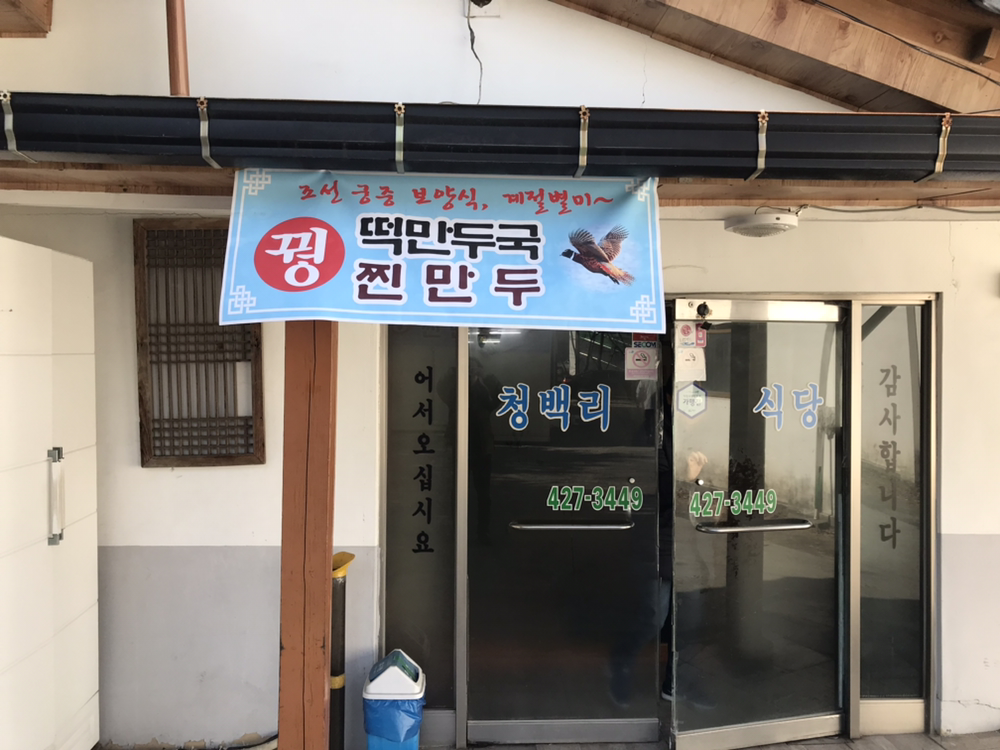 조선 궁중 보양식, 계절별미~
꿩
떡만두국
찐만두
어서오십시요
청백리 식당
427-3449
427-3449
감사합니다
SECOM